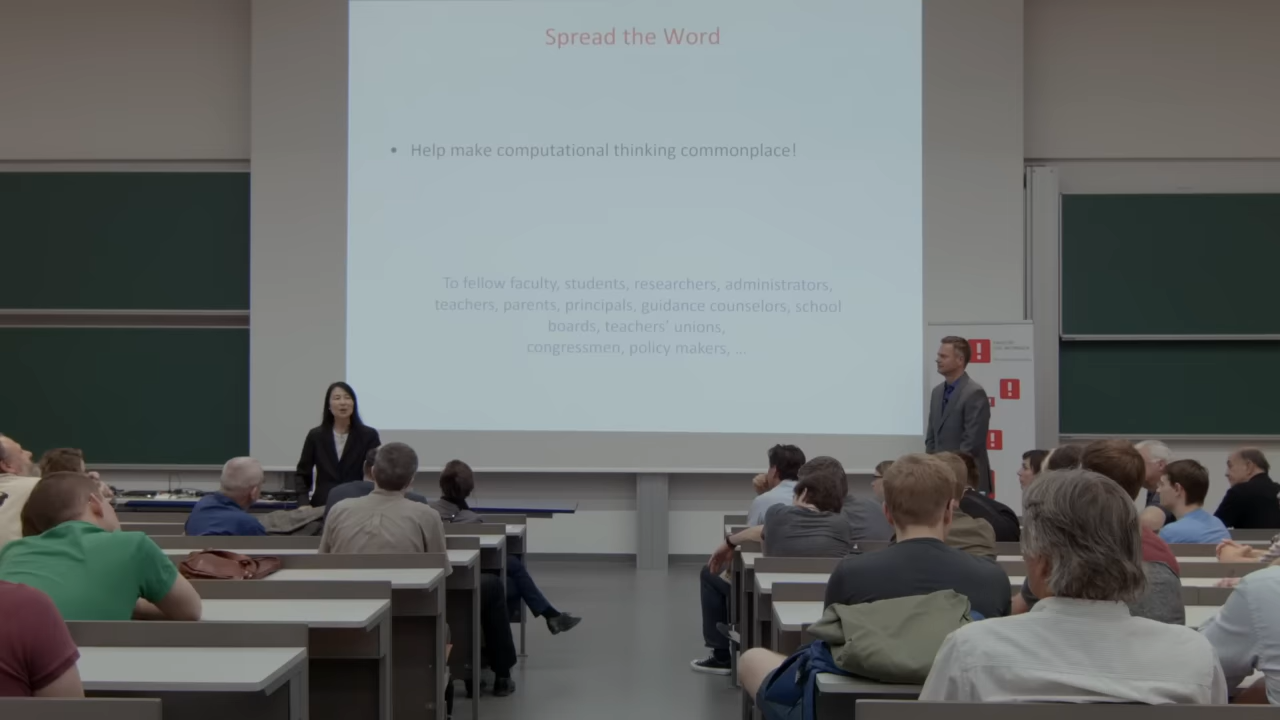 Spread the Word
• Help make computational thinking commonplace!
To fellow faculty, students, researchers, administrators,
teachers, parents, principals, guidance counselors, school
boards, teachers' unions,
congressmen, policy makers, ...